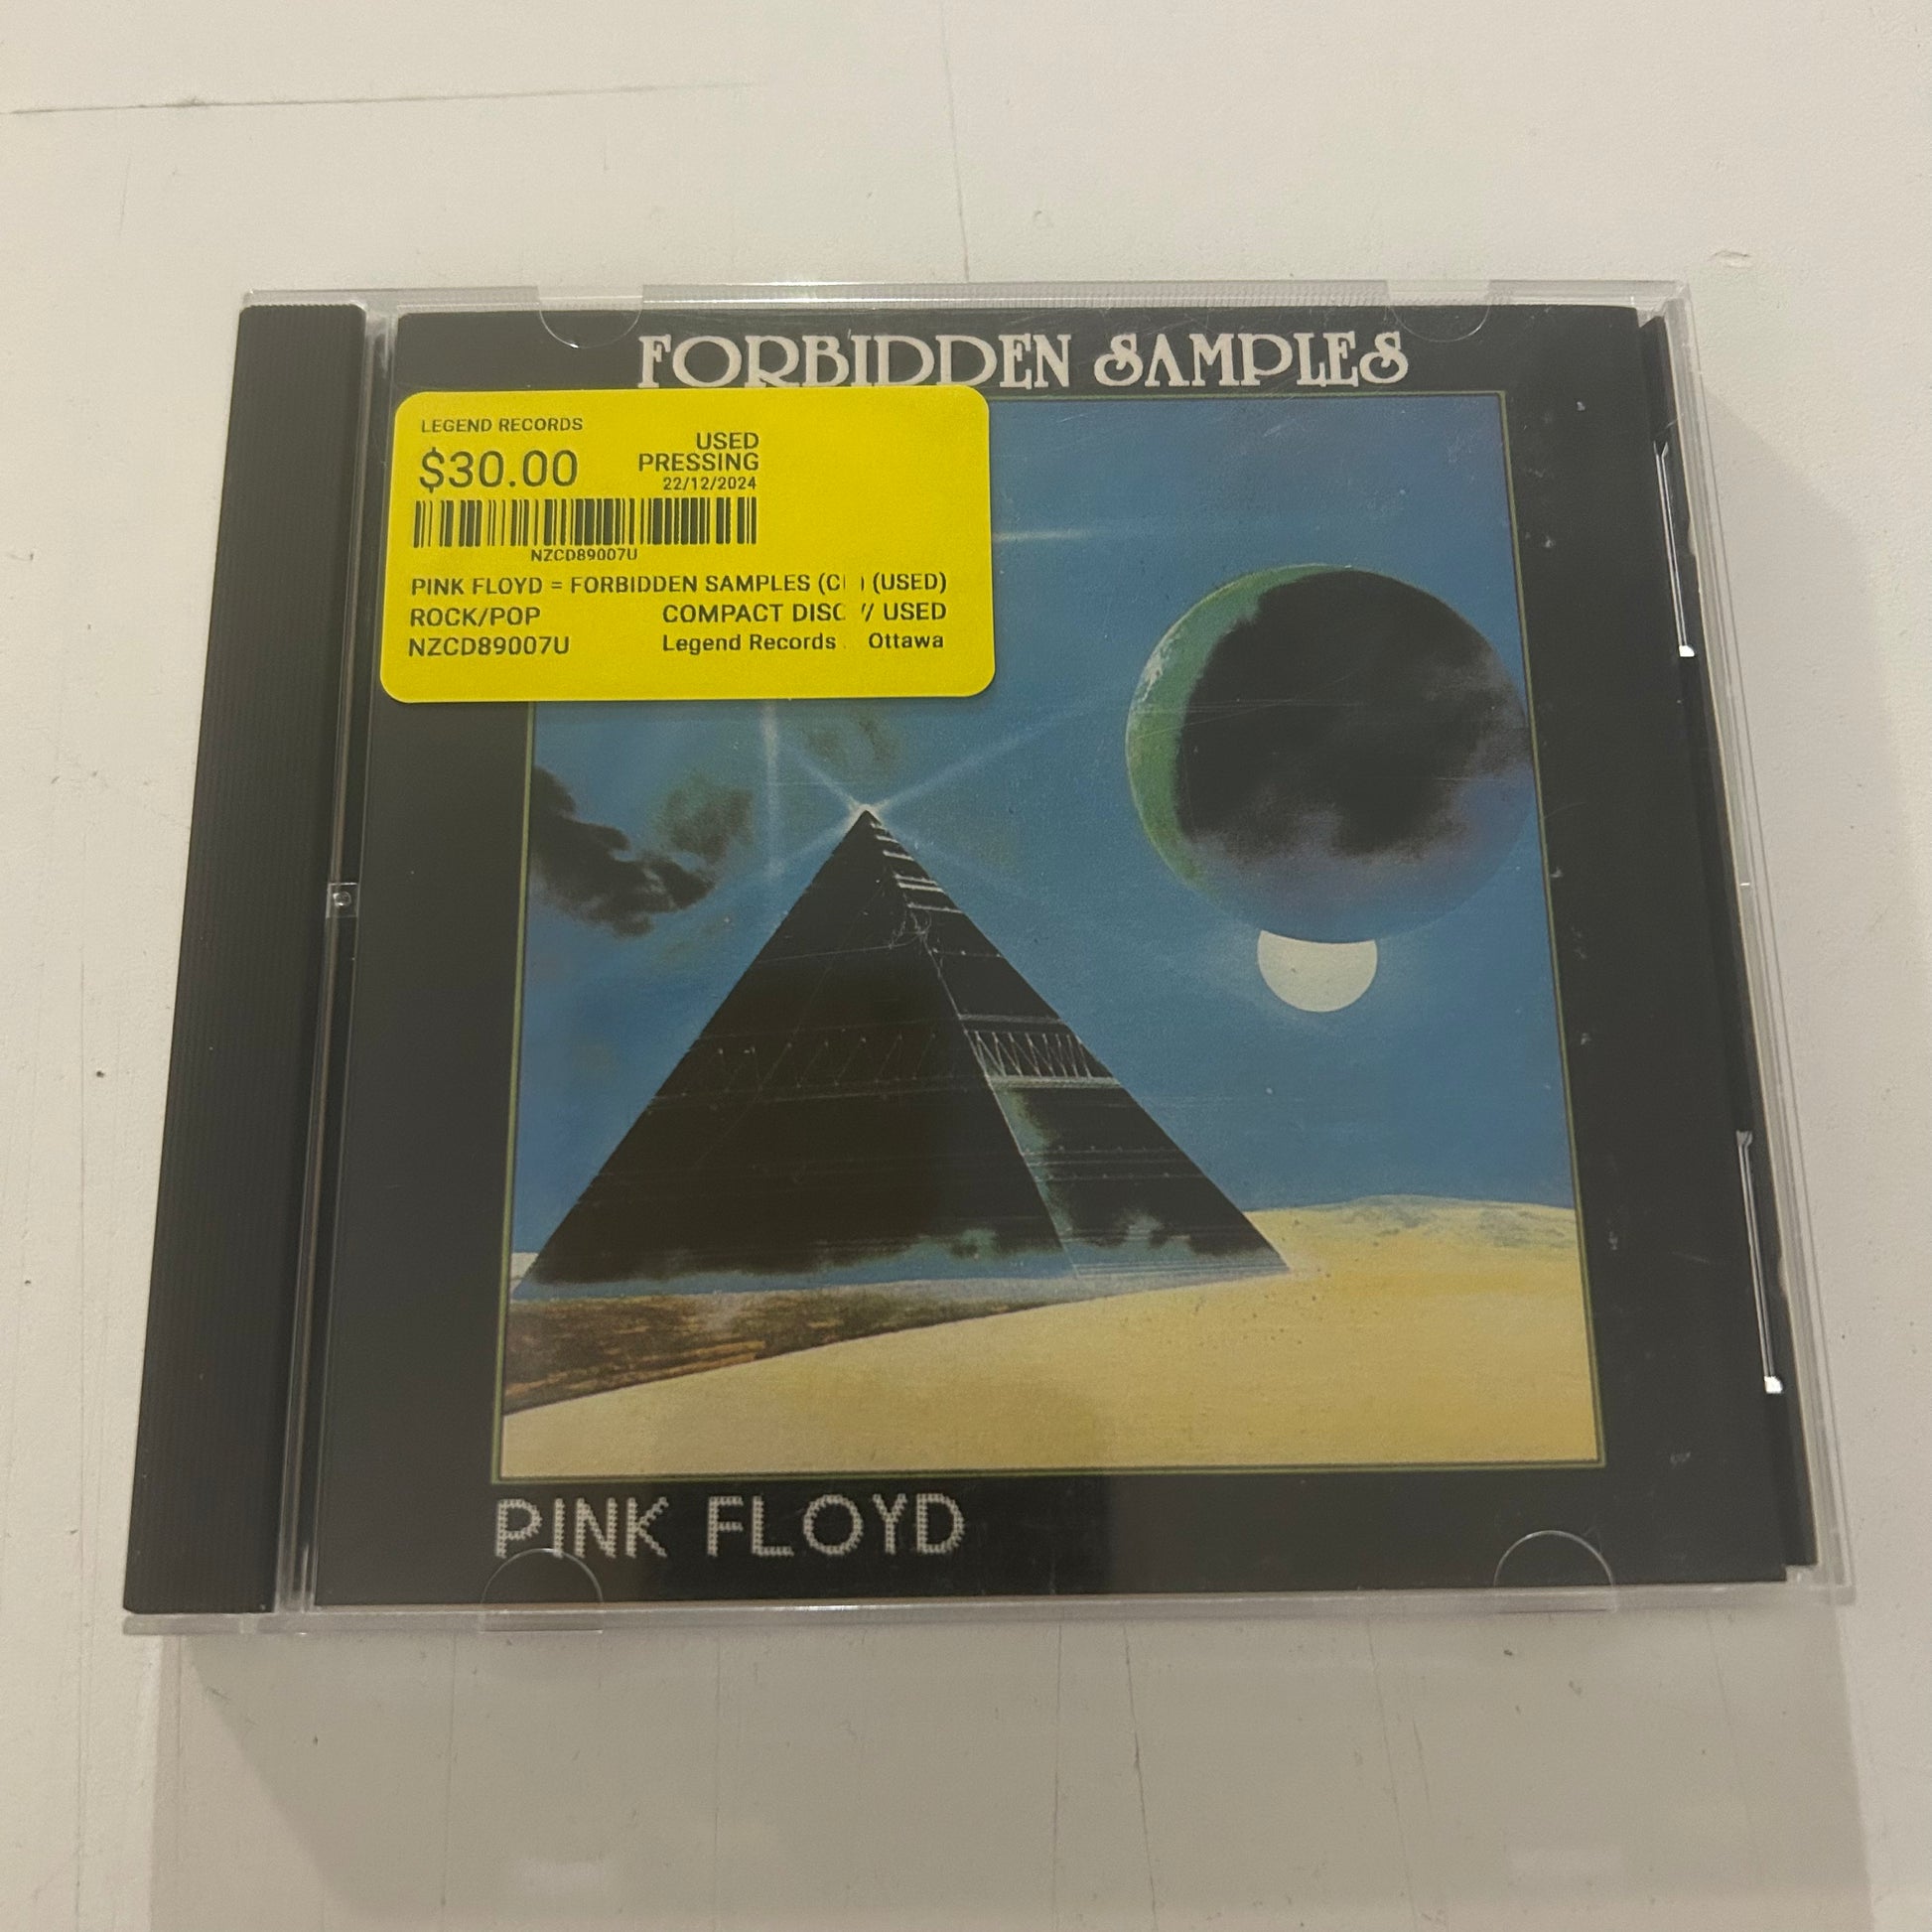 FORBIDDEN SAMPLES
LEGEND RECORDS
$30.00
USED
PRESSING
22/12/2024
NZCD89007U
PINK FLOYD = FORBIDDEN SAMPLES (C ) (USED)
ROCK/POP COMPACT DISC // USED
NZCD89007U Legend Records Ottawa
PINK FLOYD